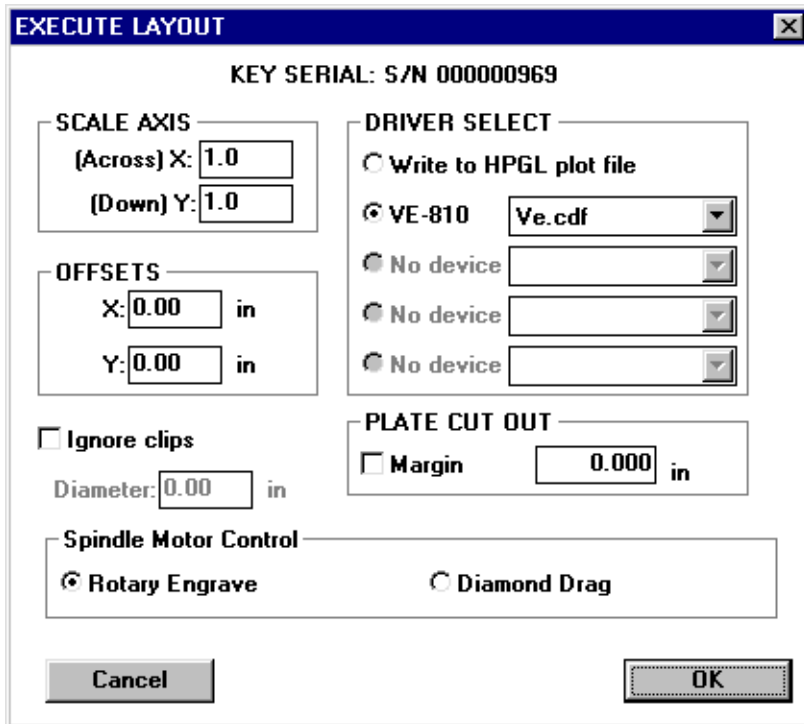 EXECUTE LAYOUT
KEY SERIAL: S/N 000000969
SCALE AXIS
(Across) X: 1.0
(Down) Y: 1.0
DRIVER SELECT
Write to HPGL plot file
VE-810 Ve.cdf
No device
No device
No device
OFFSETS
X: 0.00 in
Y: 0.00 in
Ignore clips
Diameter: 0.00 in
PLATE CUT OUT
Margin 0.000 in
Spindle Motor Control
Rotary Engrave Diamond Drag
Cancel OK